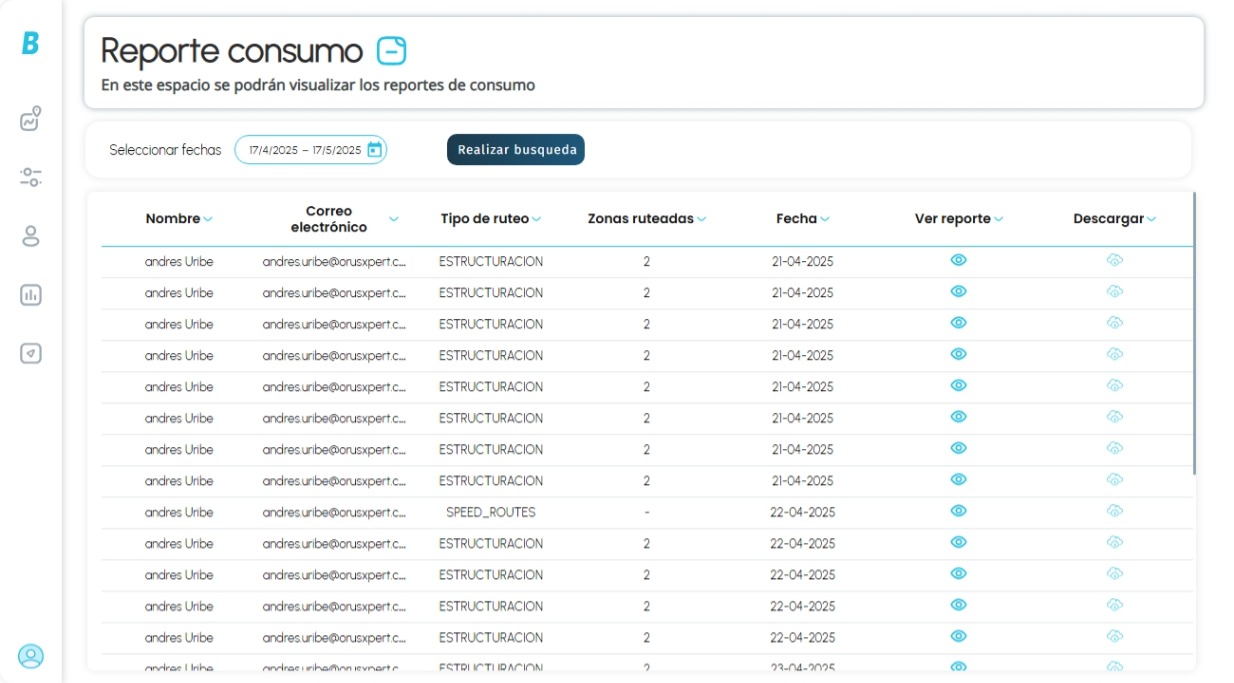 B
Reporte consumo
En este espacio se podrán visualizar los reportes de consumo
Seleccionar fechas 17/4/2025 – 17/5/2025 Realizar busqueda
Nombre Correo electrónico Tipo de ruteo Zonas ruteadas Fecha Ver reporte Descargar
andres Uribe andres.uribe@orusxpert.c... ESTRUCTURACION 2 21-04-2025
andres Uribe andres.uribe@orusxpert.c... ESTRUCTURACION 2 21-04-2025
andres Uribe andres.uribe@orusxpert.c... ESTRUCTURACION 2 21-04-2025
andres Uribe andres.uribe@orusxpert.c... ESTRUCTURACION 2 21-04-2025
andres Uribe andres.uribe@orusxpert.c... ESTRUCTURACION 2 21-04-2025
andres Uribe andres.uribe@orusxpert.c... ESTRUCTURACION 2 21-04-2025
andres Uribe andres.uribe@orusxpert.c... ESTRUCTURACION 2 21-04-2025
andres Uribe andres.uribe@orusxpert.c... ESTRUCTURACION 2 21-04-2025
andres Uribe andres.uribe@orusxpert.c... SPEED_ROUTES - 22-04-2025
andres Uribe andres.uribe@orusxpert.c... ESTRUCTURACION 2 22-04-2025
andres Uribe andres.uribe@orusxpert.c... ESTRUCTURACION 2 22-04-2025
andres Uribe andres.uribe@orusxpert.c... ESTRUCTURACION 2 22-04-2025
andres Uribe andres.uribe@orusxpert.c... ESTRUCTURACION 2 22-04-2025
andres Uribe andres.uribe@orusxpert.c... ESTRUCTURACION 2 23-04-2025